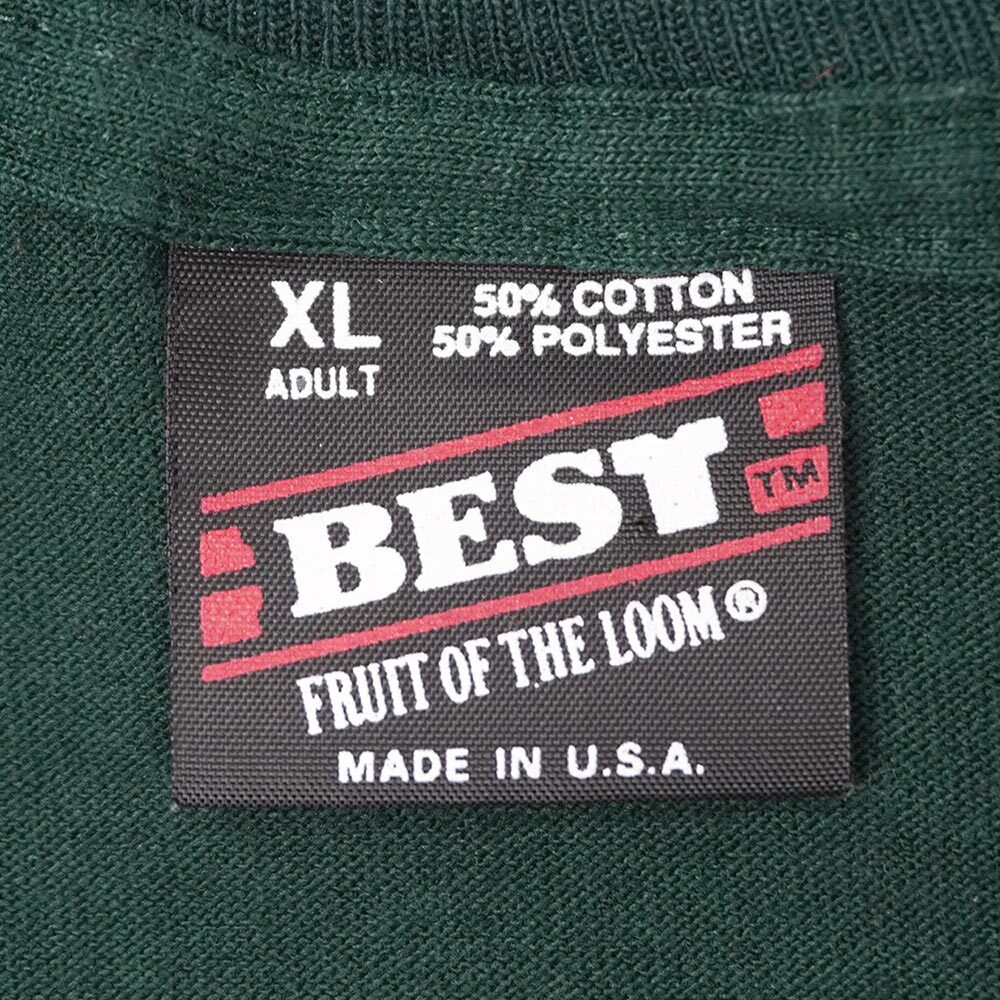 XL
ADULT
50% COTTON
50% POLYESTER
BEST TM
FRUIT OF THE LOOM®
MADE IN U.S.A.